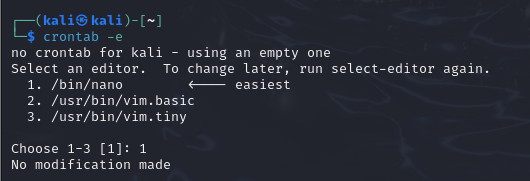 ┌──(kali㉿kali)-[~]
└─$ crontab -e
no crontab for kali - using an empty one
Select an editor.  To change later, run select-editor again.
  1. /bin/nano        <---- easiest
  2. /usr/bin/vim.basic
  3. /usr/bin/vim.tiny
Choose 1-3 [1]: 1
No modification made